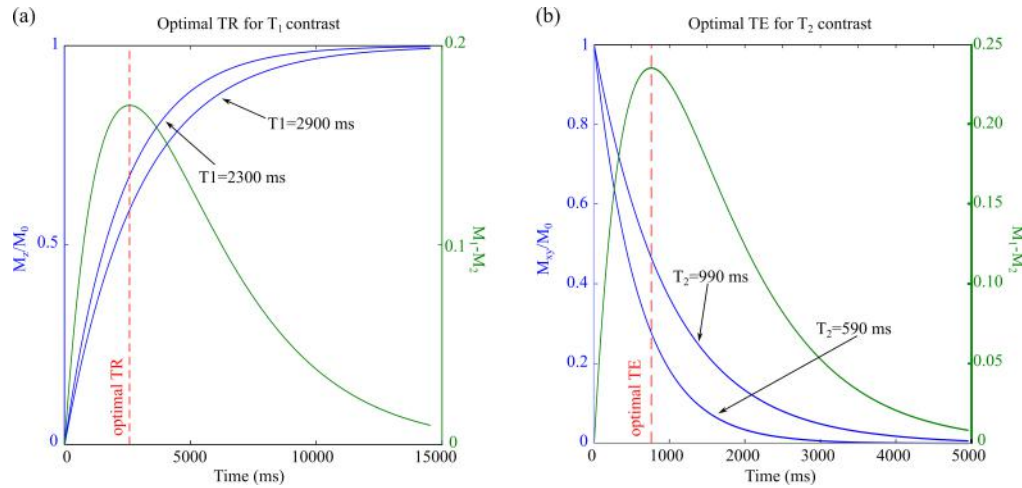 (a)
Optimal TR for T₁ contrast
1
0.5
0
M_z/M₀
0.2
0.1
0
M₁-M₂
T1=2900 ms
T1=2300 ms
optimal TR
0 5000 10000 15000
Time (ms)
(b)
Optimal TE for T₂ contrast
1
0.8
0.6
0.4
0.2
0
M_xy/M₀
0.25
0.20
0.15
0.10
0.05
0.00
M₁-M₂
T₂=990 ms
T₂=590 ms
optimal TE
0 1000 2000 3000 4000 5000
Time (ms)